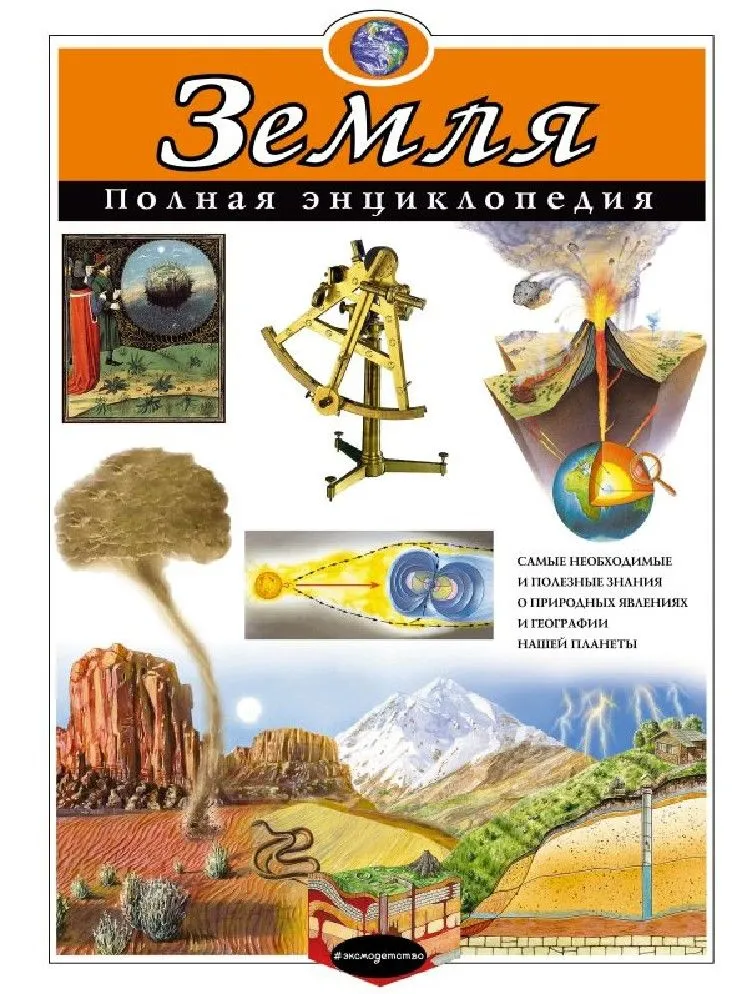 Земля
Полная энциклопедия
САМЫЕ НЕОБХОДИМЫЕ
И ПОЛЕЗНЫЕ ЗНАНИЯ
О ПРИРОДНЫХ ЯВЛЕНИЯХ
И ГЕОГРАФИИ
НАШЕЙ ПЛАНЕТЫ
#эксмодетство